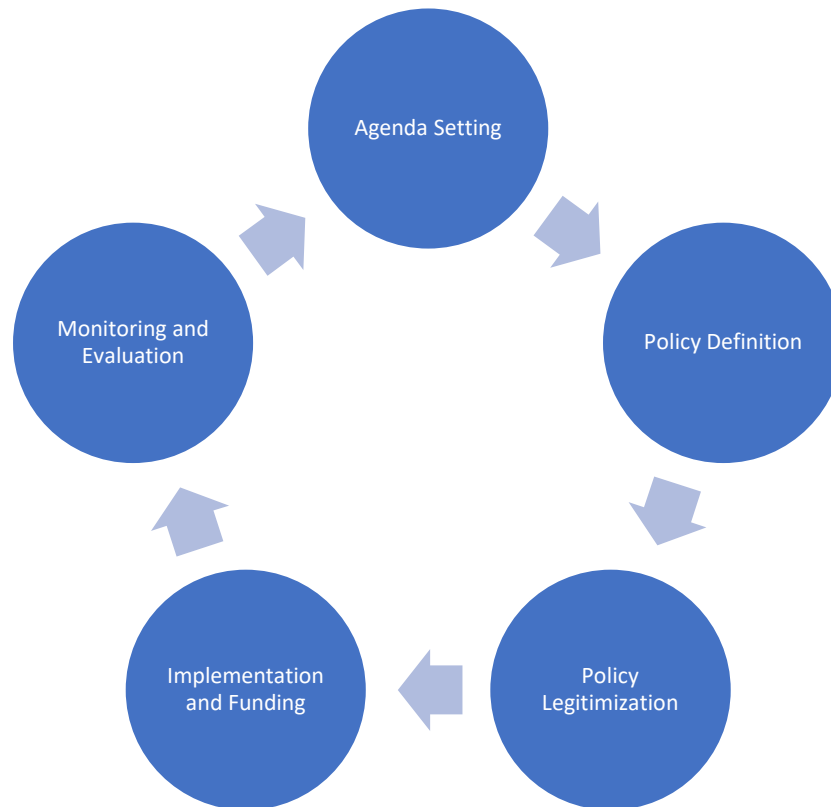 Agenda Setting
Policy Definition
Policy
Legitimization
Implementation
and Funding
Monitoring and
Evaluation